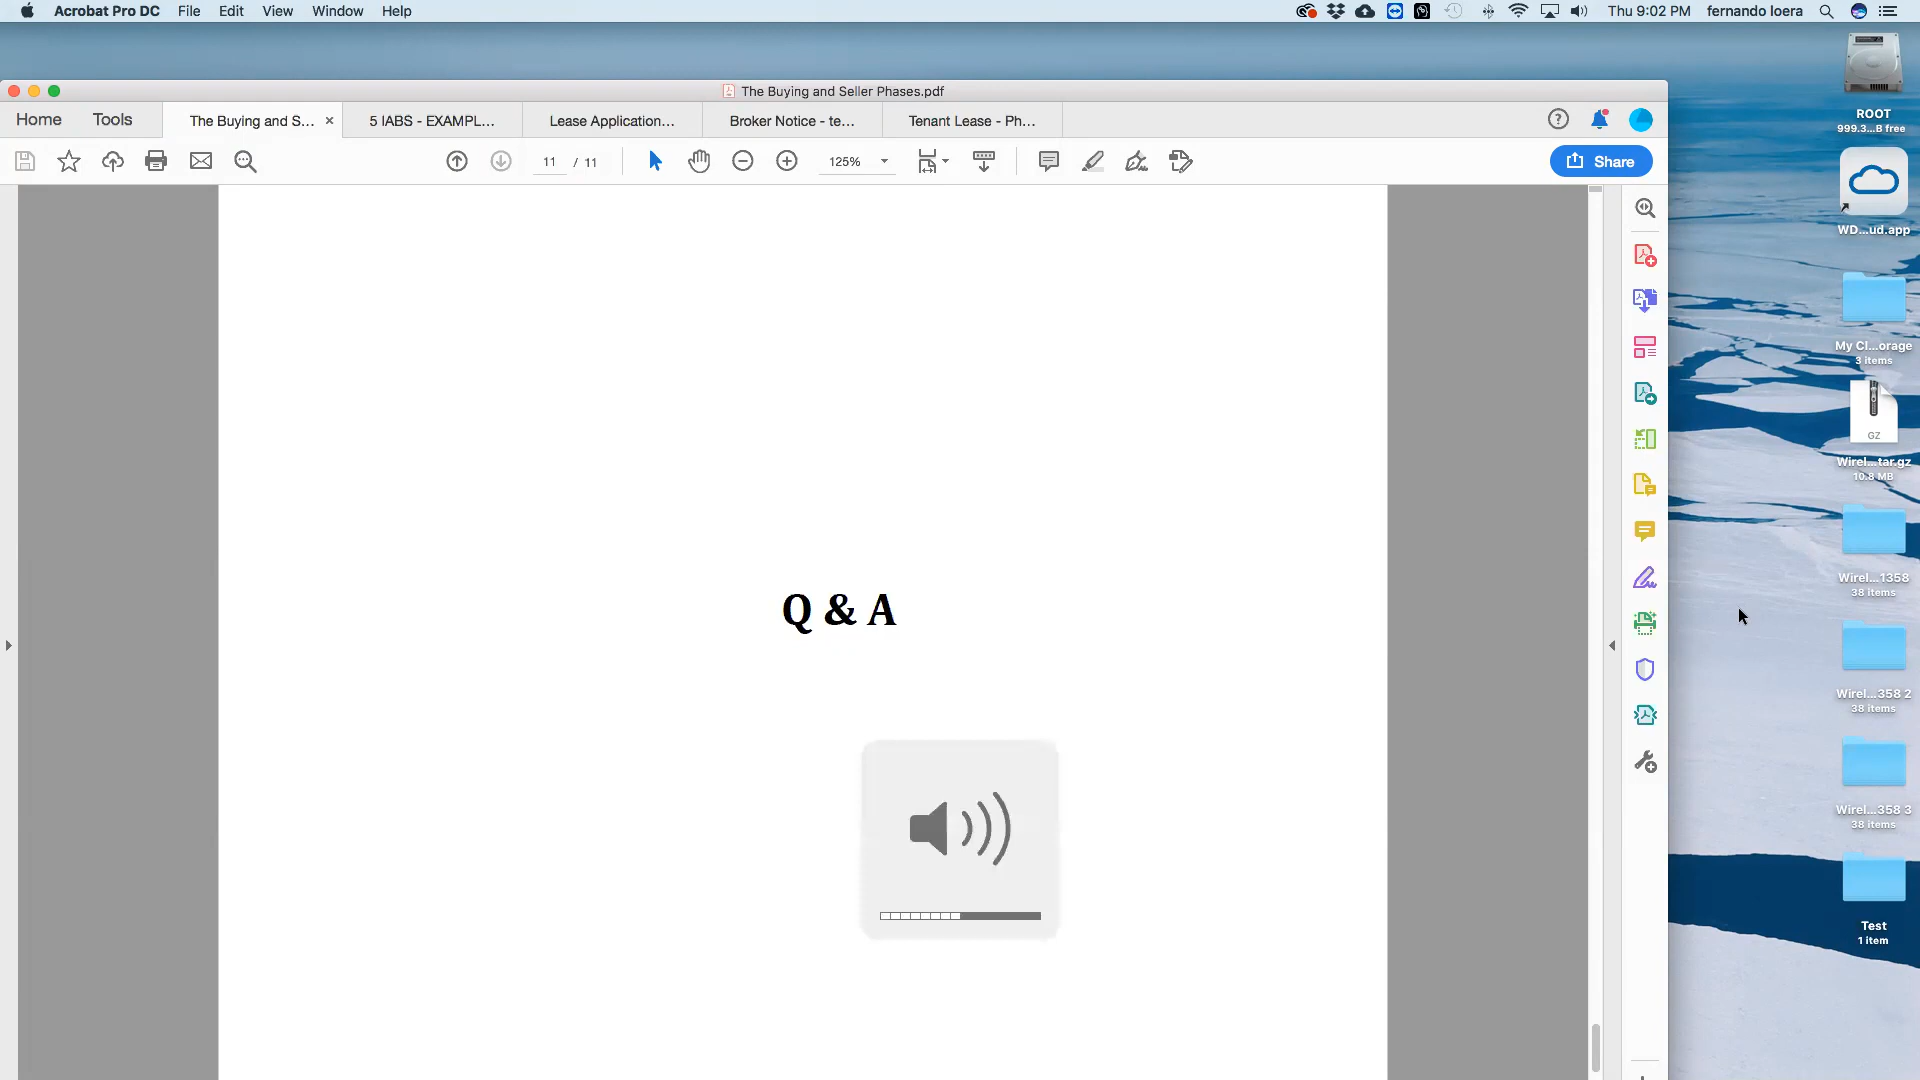 Acrobat Pro DC File Edit View Window Help Thu 9:02 PM fernando loera
The Buying and Seller Phases.pdf
Home Tools The Buying and S... × 5 IABS - EXAMPL... Lease Application... Broker Notice - te... Tenant Lease - Ph...
11 / 11 125% Share
Q & A
ROOT
999.3...B free
WD...ud.app
My Cl...orage
3 items
GZ
Wirel...tar.gz
10.8 MB
Wirel...1358
38 items
Wirel...358 2
38 items
Wirel...358 3
38 items
Test
1 item